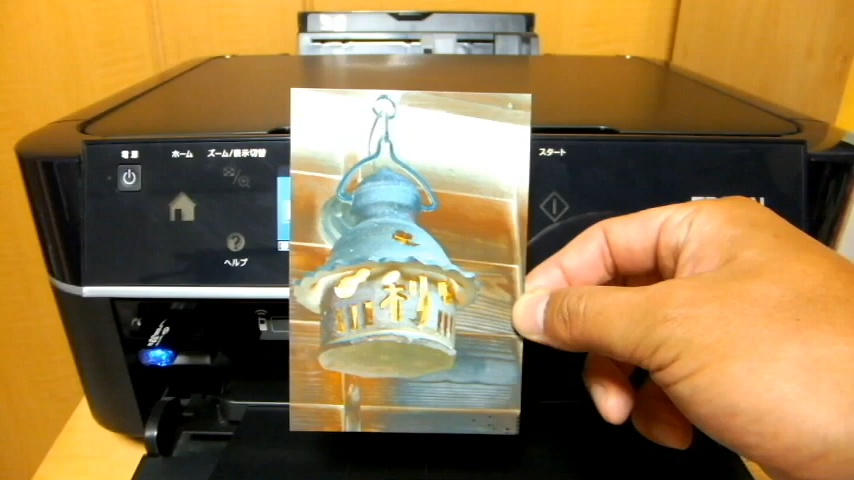 電源
ホーム
ズーム/表示切替
ヘルプ
スタート